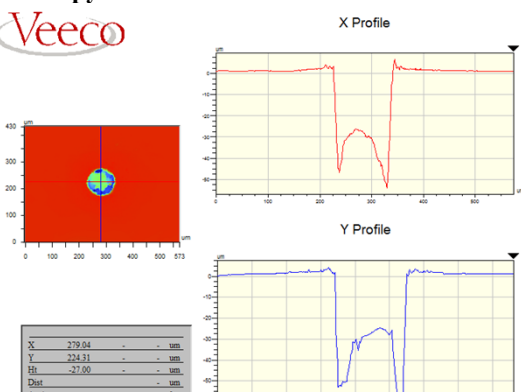 Veeco
X Profile
um
0
-10
-20
-30
-40
-50
0 100 200 300 400 500
um
430
300
200
100
0
0 100 200 300 400 500 573
um
Y Profile
um
0
-10
-20
-30
-40
-50
X 279.04 - - um
Y 224.31 - - um
Ht -27.00 - - um
Dist - um